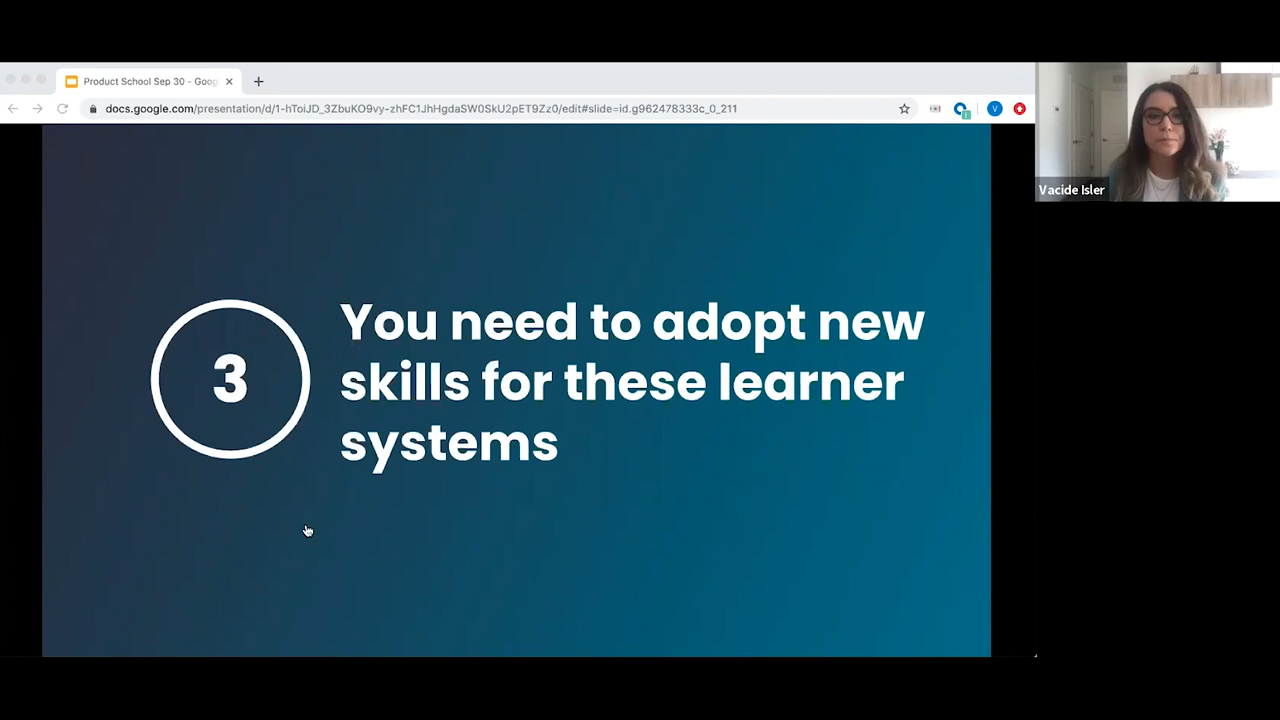 Product School Sep 30 - Goog
docs.google.com/presentation/d/1-hToiJD_3ZbuKO9vy-zhFC1JhHgdaSW0SkU2pET9Zz0/edit#slide=id.g962478333c_0_211
V
Vacide Isler
3
You need to adopt new
skills for these learner
systems